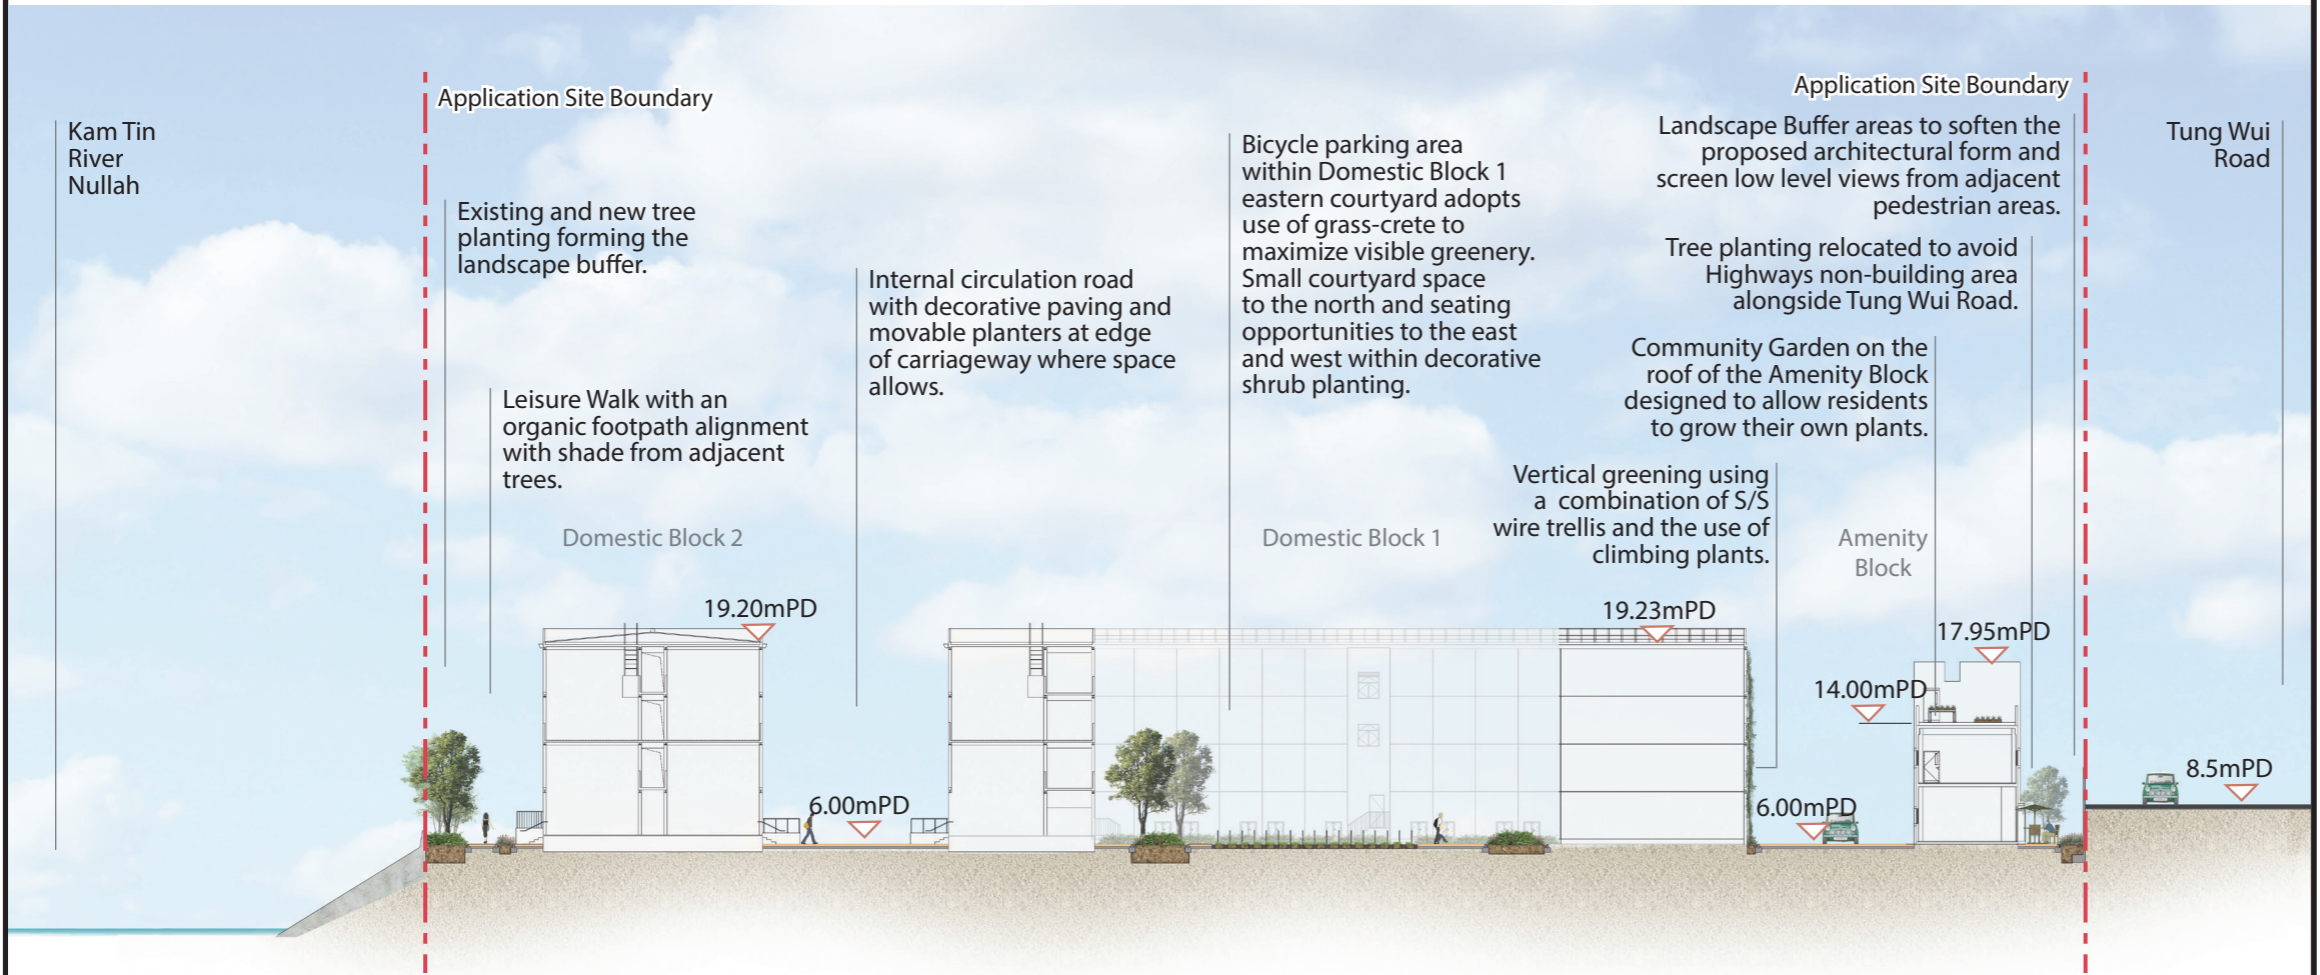 Application Site Boundary
Application Site Boundary
Kam Tin
River
Nullah
Existing and new tree
planting forming the
landscape buffer.
Leisure Walk with an
organic footpath alignment
with shade from adjacent
trees.
Internal circulation road
with decorative paving and
movable planters at edge
of carriageway where space
allows.
Bicycle parking area
within Domestic Block 1
eastern courtyard adopts
use of grass-crete to
maximize visible greenery.
Small courtyard space
to the north and seating
opportunities to the east
and west within decorative
shrub planting.
Landscape Buffer areas to soften the
proposed architectural form and
screen low level views from adjacent
pedestrian areas.
Tree planting relocated to avoid
Highways non-building area
alongside Tung Wui Road.
Community Garden on the
roof of the Amenity Block
designed to allow residents
to grow their own plants.
Vertical greening using
a combination of S/S
wire trellis and the use of
climbing plants.
Tung Wui
Road
Domestic Block 2
Domestic Block 1
Amenity
Block
19.20mPD
19.23mPD
17.95mPD
14.00mPD
8.5mPD
6.00mPD
6.00mPD